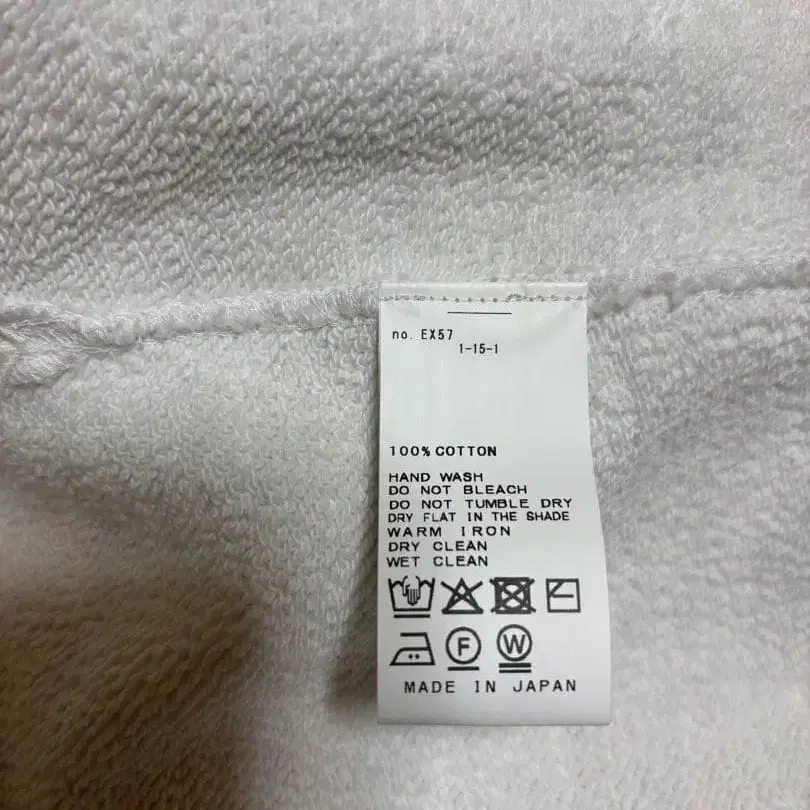 no. EX57
1-15-1
100% COTTON
HAND WASH
DO NOT BLEACH
DO NOT TUMBLE DRY
DRY FLAT IN THE SHADE
WARM IRON
DRY CLEAN
WET CLEAN
F
W
MADE IN JAPAN